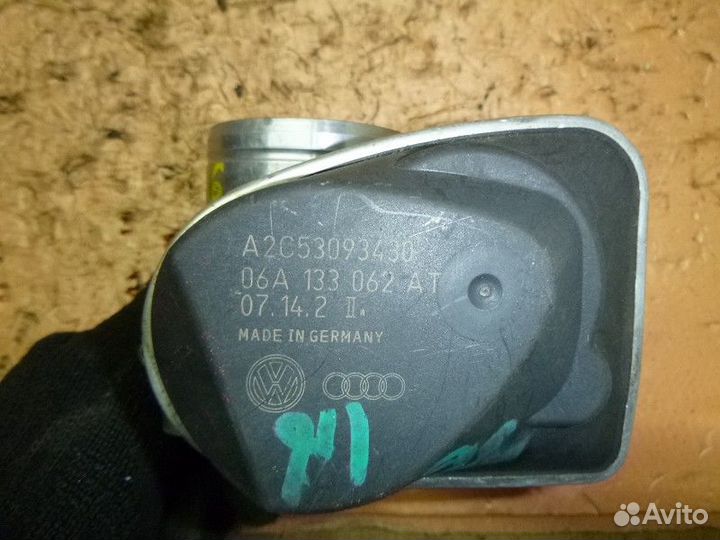 A2C53093430
06A 133 062 AT
07.14.2 II.
MADE IN GERMANY
Avito